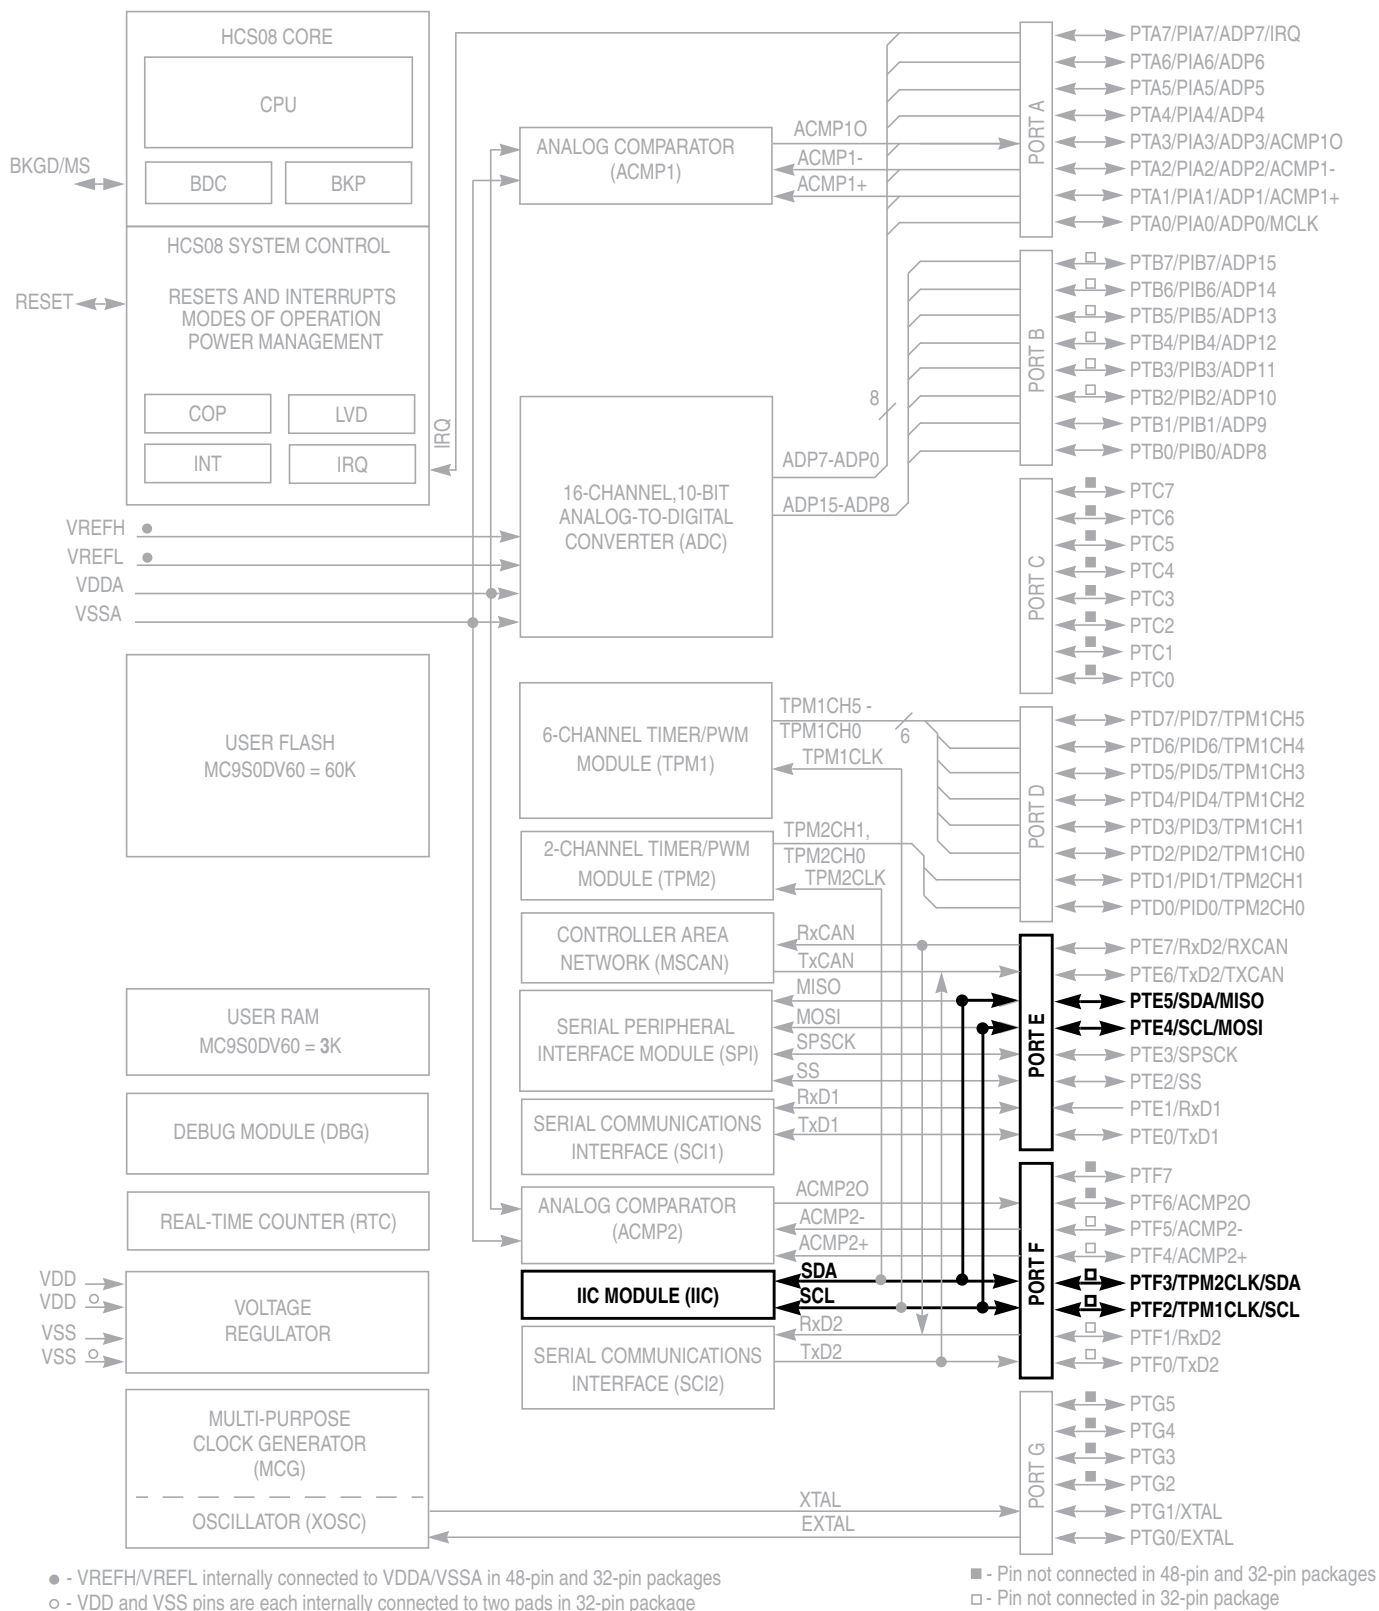 HCS08 CORE
CPU
BKGD/MS
BDC
BKP
HCS08 SYSTEM CONTROL
RESET
RESETS AND INTERRUPTS
MODES OF OPERATION
POWER MANAGEMENT
COP
LVD
INT
IRQ
IRQ
VREFH
VREFL
VDDA
VSSA
USER FLASH
MC9S0DV60 = 60K
USER RAM
MC9S0DV60 = 3K
DEBUG MODULE (DBG)
REAL-TIME COUNTER (RTC)
VDD
VDD
VSS
VSS
VOLTAGE
REGULATOR
MULTI-PURPOSE
CLOCK GENERATOR
(MCG)
OSCILLATOR (XOSC)
ANALOG COMPARATOR
(ACMP1)
ACMP1O
ACMP1-
ACMP1+
16-CHANNEL,10-BIT
ANALOG-TO-DIGITAL
CONVERTER (ADC)
8
ADP7-ADP0
ADP15-ADP8
6-CHANNEL TIMER/PWM
MODULE (TPM1)
TPM1CH5 -
TPM1CH0
6
TPM1CLK
2-CHANNEL TIMER/PWM
MODULE (TPM2)
TPM2CH1,
TPM2CH0
TPM2CLK
CONTROLLER AREA
NETWORK (MSCAN)
RxCAN
TxCAN
SERIAL PERIPHERAL
INTERFACE MODULE (SPI)
MISO
MOSI
SPSCK
SS
SERIAL COMMUNICATIONS
INTERFACE (SCI1)
RxD1
TxD1
ANALOG COMPARATOR
(ACMP2)
ACMP2O
ACMP2-
ACMP2+
IIC MODULE (IIC)
SDA
SCL
SERIAL COMMUNICATIONS
INTERFACE (SCI2)
RxD2
TxD2
XTAL
EXTAL
PORT A
PTA7/PIA7/ADP7/IRQ
PTA6/PIA6/ADP6
PTA5/PIA5/ADP5
PTA4/PIA4/ADP4
PTA3/PIA3/ADP3/ACMP1O
PTA2/PIA2/ADP2/ACMP1-
PTA1/PIA1/ADP1/ACMP1+
PTA0/PIA0/ADP0/MCLK
PORT B
PTB7/PIB7/ADP15
PTB6/PIB6/ADP14
PTB5/PIB5/ADP13
PTB4/PIB4/ADP12
PTB3/PIB3/ADP11
PTB2/PIB2/ADP10
PTB1/PIB1/ADP9
PTB0/PIB0/ADP8
PORT C
PTC7
PTC6
PTC5
PTC4
PTC3
PTC2
PTC1
PTC0
PORT D
PTD7/PID7/TPM1CH5
PTD6/PID6/TPM1CH4
PTD5/PID5/TPM1CH3
PTD4/PID4/TPM1CH2
PTD3/PID3/TPM1CH1
PTD2/PID2/TPM1CH0
PTD1/PID1/TPM2CH1
PTD0/PID0/TPM2CH0
PORT E
PTE7/RxD2/RXCAN
PTE6/TxD2/TXCAN
PTE5/SDA/MISO
PTE4/SCL/MOSI
PTE3/SPSCK
PTE2/SS
PTE1/RxD1
PTE0/TxD1
PORT F
PTF7
PTF6/ACMP2O
PTF5/ACMP2-
PTF4/ACMP2+
PTF3/TPM2CLK/SDA
PTF2/TPM1CLK/SCL
PTF1/RxD2
PTF0/TxD2
PORT G
PTG5
PTG4
PTG3
PTG2
PTG1/XTAL
PTG0/EXTAL
● - VREFH/VREFL internally connected to VDDA/VSSA in 48-pin and 32-pin packages
○ - VDD and VSS pins are each internally connected to two pads in 32-pin package
■ - Pin not connected in 48-pin and 32-pin packages
□ - Pin not connected in 32-pin package